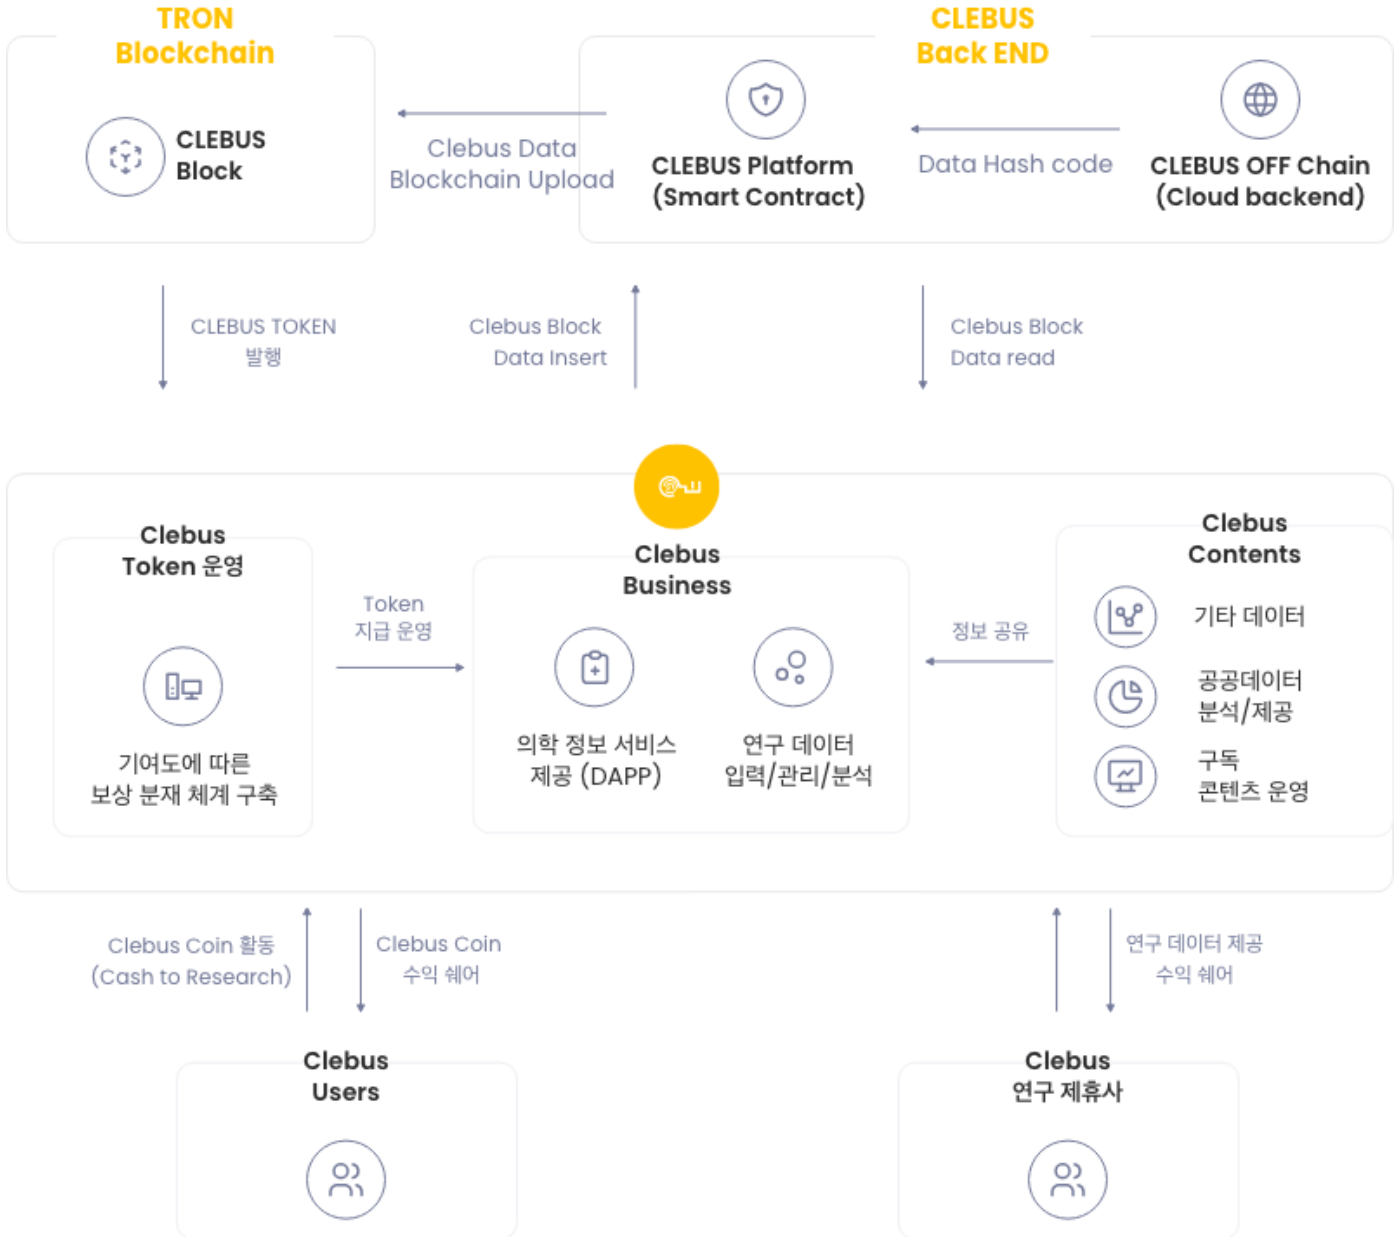 TRON
Blockchain
CLEBUS
Back END
CLEBUS
Block
Clebus Data
Blockchain Upload
CLEBUS Platform
(Smart Contract)
Data Hash code
CLEBUS OFF Chain
(Cloud backend)
CLEBUS TOKEN
발행
Clebus Block
Data Insert
Clebus Block
Data read
Clebus
Token 운영
기여도에 따른
보상 분재 체계 구축
Token
지급 운영
Clebus
Business
의학 정보 서비스
제공 (DAPP)
연구 데이터
입력/관리/분석
정보 공유
Clebus
Contents
기타 데이터
공공데이터
분석/제공
구독
콘텐츠 운영
Clebus Coin 활동
(Cash to Research)
Clebus Coin
수익 쉐어
연구 데이터 제공
수익 쉐어
Clebus
Users
Clebus
연구 제휴사